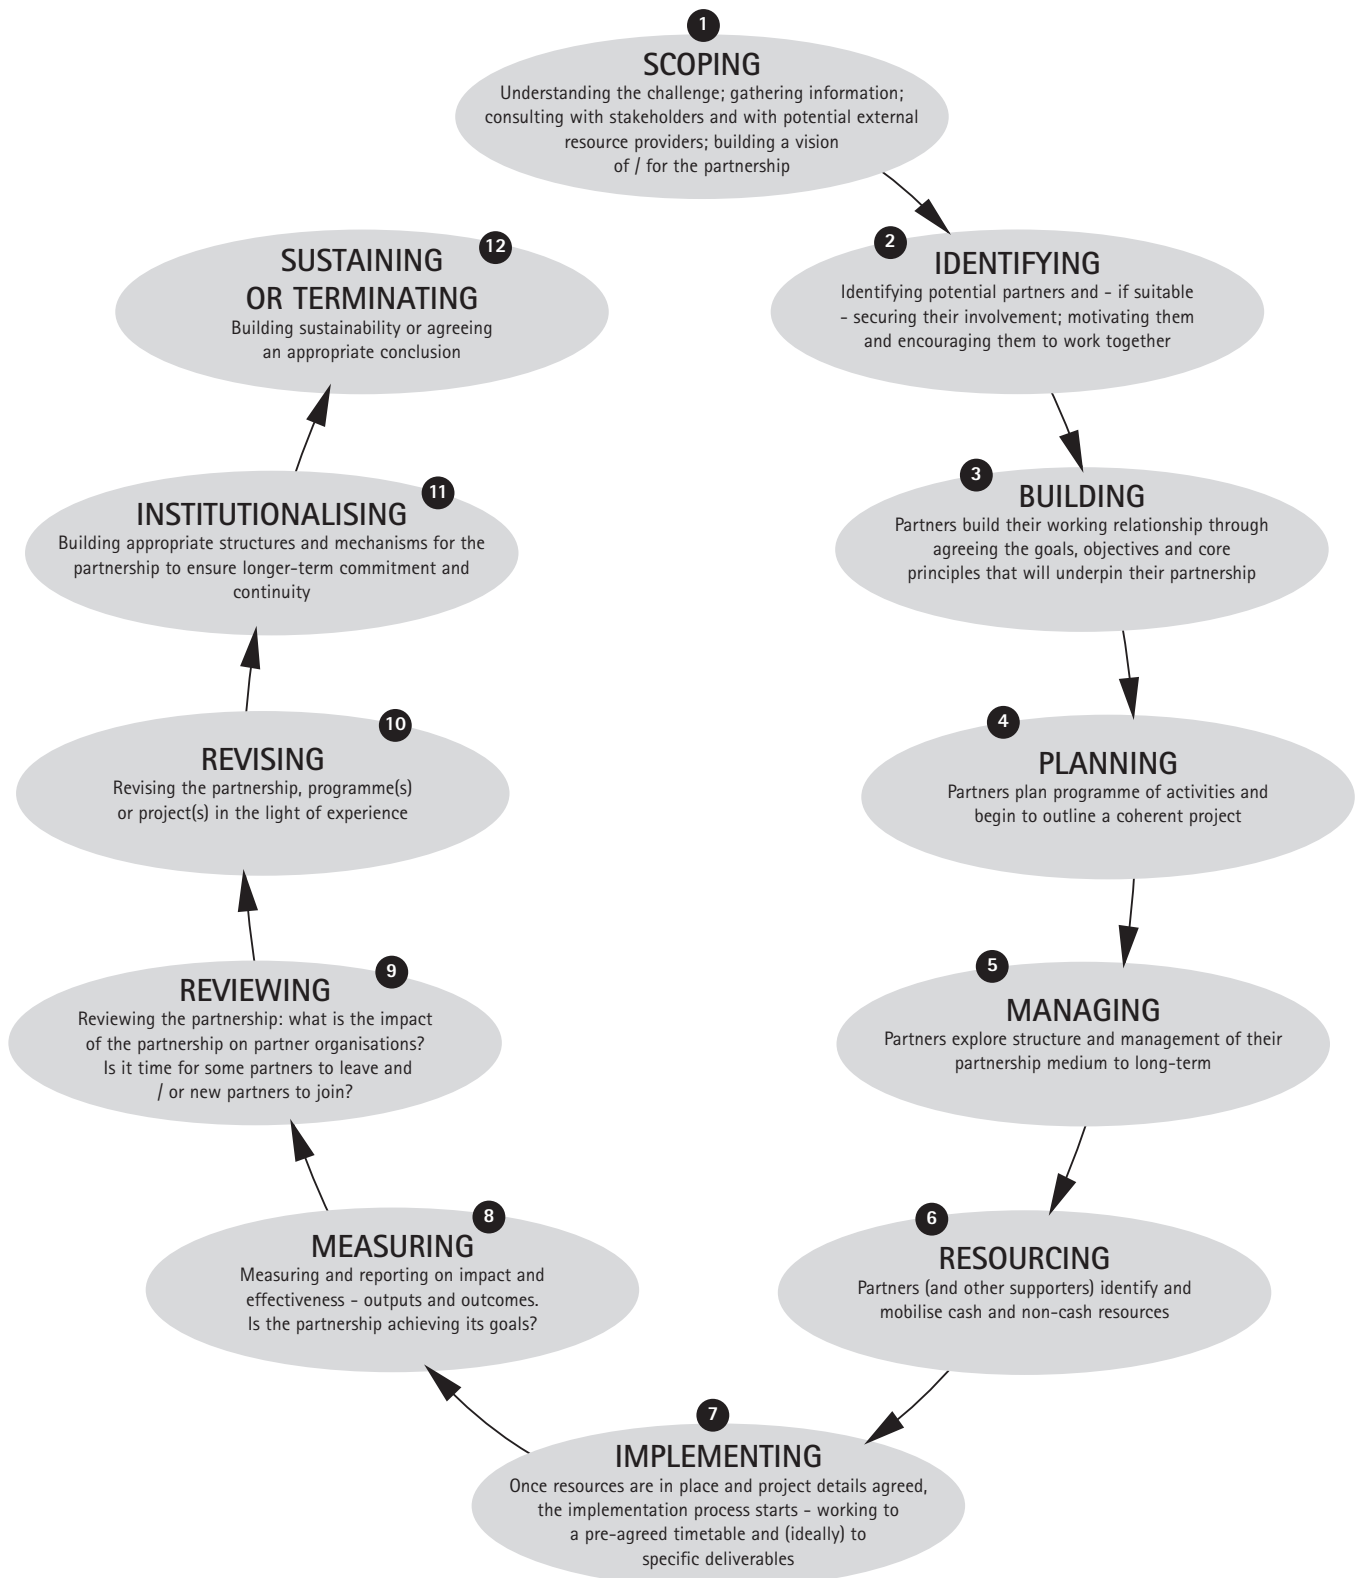 1
SCOPING
Understanding the challenge; gathering information;
consulting with stakeholders and with potential external
resource providers; building a vision
of / for the partnership
2
IDENTIFYING
Identifying potential partners and - if suitable
- securing their involvement; motivating them
and encouraging them to work together
3
BUILDING
Partners build their working relationship through
agreeing the goals, objectives and core
principles that will underpin their partnership
4
PLANNING
Partners plan programme of activities and
begin to outline a coherent project
5
MANAGING
Partners explore structure and management of their
partnership medium to long-term
6
RESOURCING
Partners (and other supporters) identify and
mobilise cash and non-cash resources
7
IMPLEMENTING
Once resources are in place and project details agreed,
the implementation process starts - working to
a pre-agreed timetable and (ideally) to
specific deliverables
8
MEASURING
Measuring and reporting on impact and
effectiveness - outputs and outcomes.
Is the partnership achieving its goals?
9
REVIEWING
Reviewing the partnership: what is the impact
of the partnership on partner organisations?
Is it time for some partners to leave and
/ or new partners to join?
10
REVISING
Revising the partnership, programme(s)
or project(s) in the light of experience
11
INSTITUTIONALISING
Building appropriate structures and mechanisms for the
partnership to ensure longer-term commitment and
continuity
12
SUSTAINING
OR TERMINATING
Building sustainability or agreeing
an appropriate conclusion